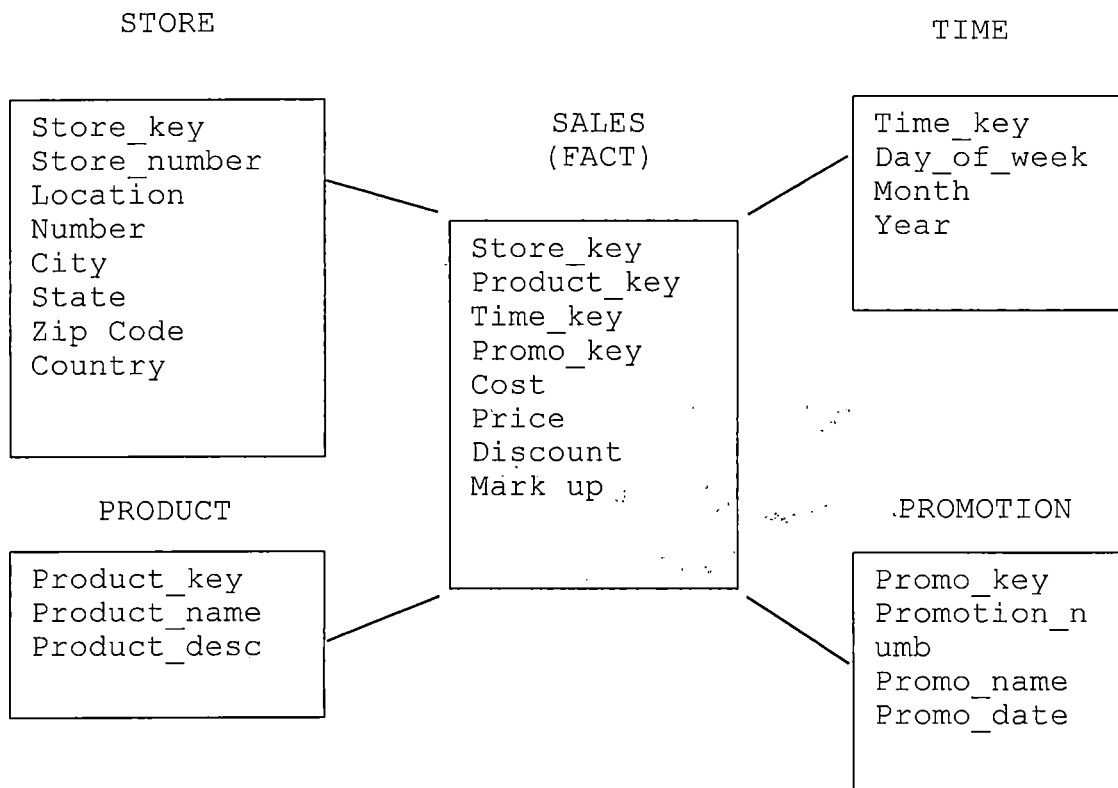 STORE
Store_key
Store_number
Location
Number
City
State
Zip Code
Country
SALES
(FACT)
Store_key
Product_key
Time_key
Promo_key
Cost
Price
Discount
Mark up
TIME
Time_key
Day_of_week
Month
Year
PRODUCT
Product_key
Product_name
Product_desc
PROMOTION
Promo_key
Promotion_n
umb
Promo_name
Promo_date